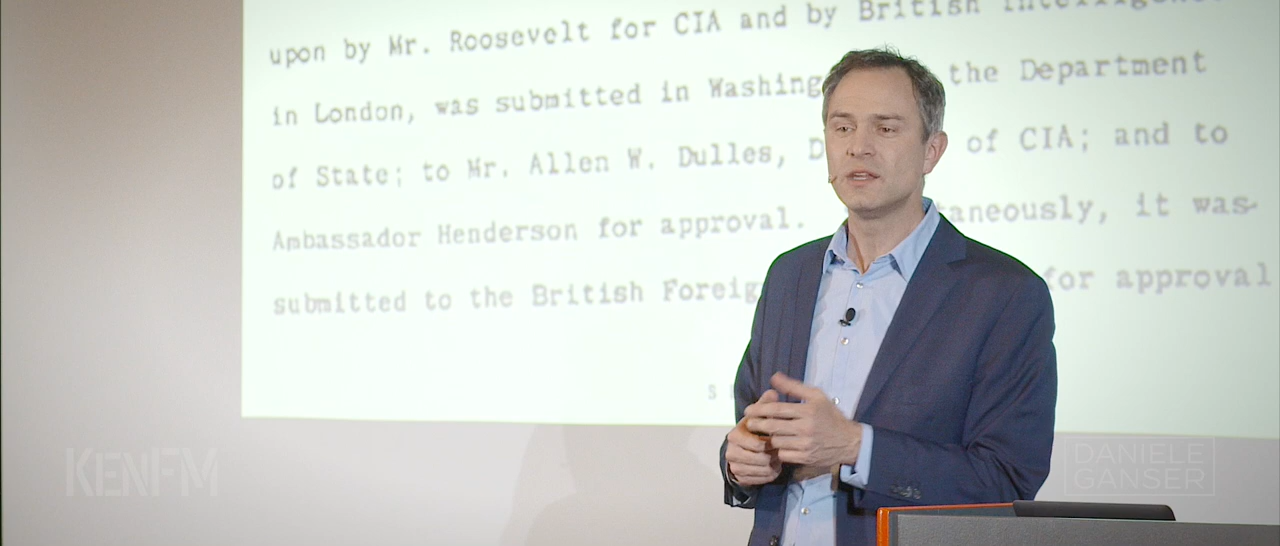 upon by Mr. Roosevelt for CIA and by British Intelligence
in London, was submitted in Washing the Department
of State; to Mr. Allen W. Dulles, D of CIA; and to
Ambassador Henderson for approval. taneously, it was
submitted to the British Foreig for approval
S
KENFM
DANIELE
GANSER